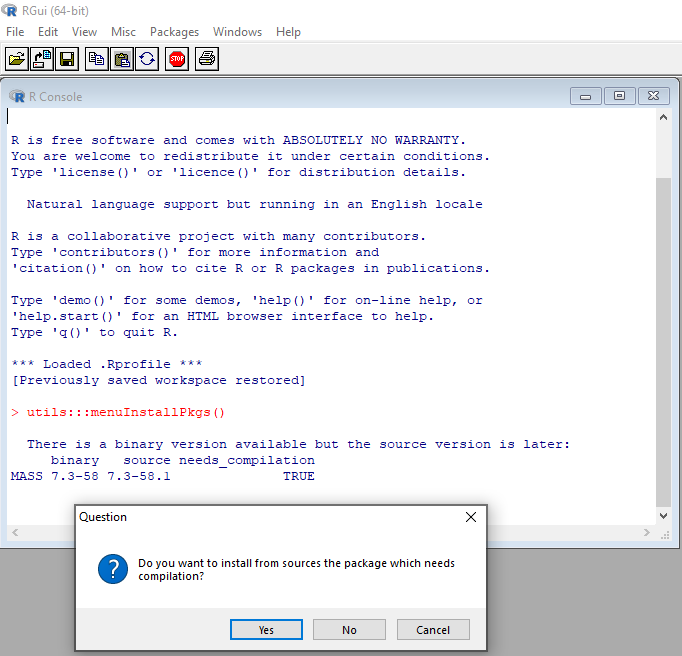 RGui (64-bit)
File Edit View Misc Packages Windows Help
STOP
R Console
R is free software and comes with ABSOLUTELY NO WARRANTY.
You are welcome to redistribute it under certain conditions.
Type 'license()' or 'licence()' for distribution details.
Natural language support but running in an English locale
R is a collaborative project with many contributors.
Type 'contributors()' for more information and
'citation()' on how to cite R or R packages in publications.
Type 'demo()' for some demos, 'help()' for on-line help, or
'help.start()' for an HTML browser interface to help.
Type 'q()' to quit R.
*** Loaded .Rprofile ***
[Previously saved workspace restored]
> utils:::menuInstallPkgs()
There is a binary version available but the source version is later:
binary source needs_compilation
MASS 7.3-58 7.3-58.1 TRUE
Question
Do you want to install from sources the package which needs
compilation?
Yes No Cancel